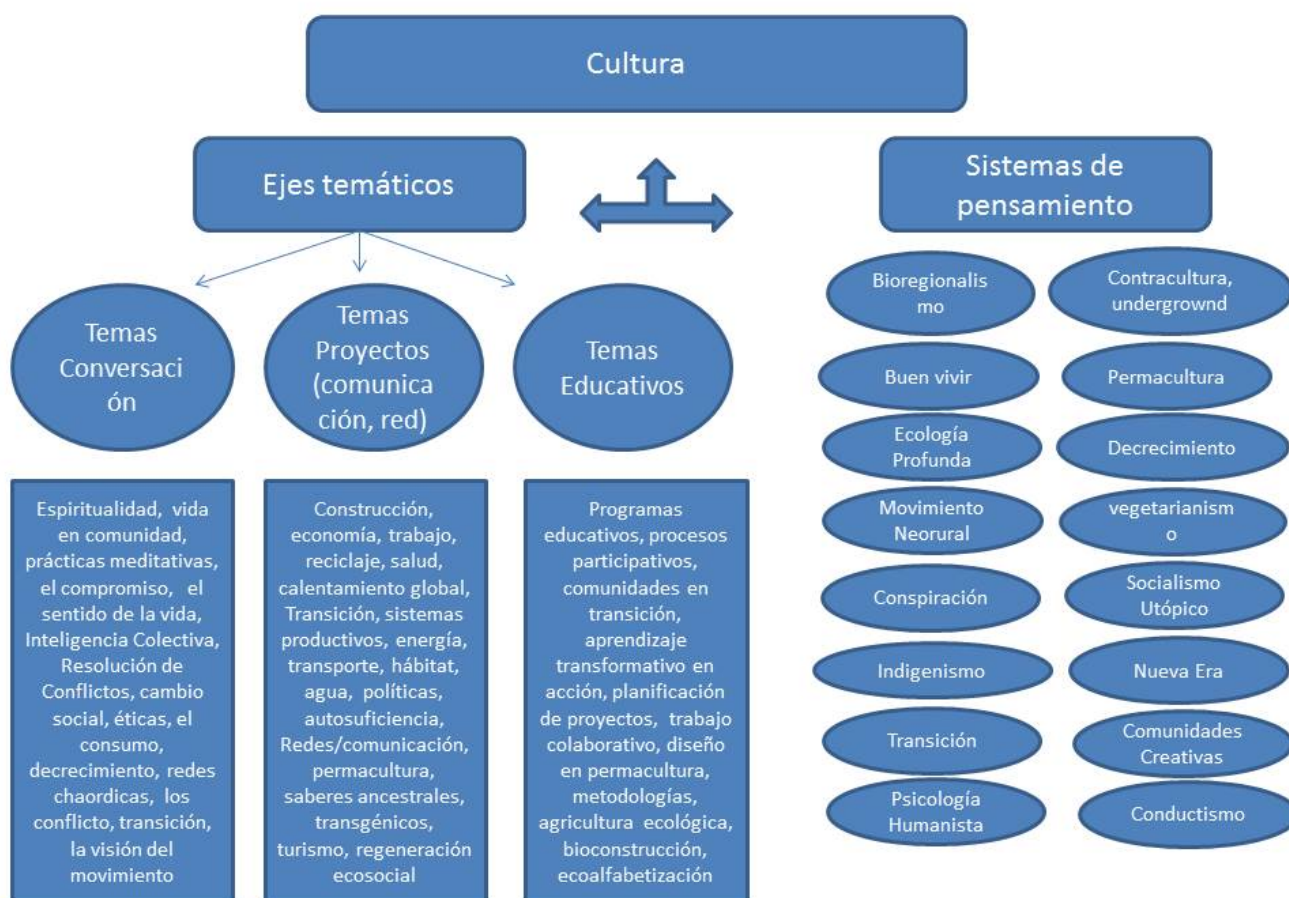 Cultura
Ejes temáticos
Sistemas de
pensamiento
Temas
Conversaci
ón
Temas
Proyectos
(comunica
ción, red)
Temas
Educativos
Espiritualidad, vida
en comunidad,
prácticas meditativas,
el compromiso, el
sentido de la vida,
Inteligencia Colectiva,
Resolución de
Conflictos, cambio
social, éticas, el
consumo,
decrecimiento, redes
chaordicas, los
conflicto, transición,
la visión del
movimiento
Construcción,
economía, trabajo,
reciclaje, salud,
calentamiento global,
Transición, sistemas
productivos, energía,
transporte, hábitat,
agua, políticas,
autosuficiencia,
Redes/comunicación,
permacultura,
saberes ancestrales,
transgénicos,
turismo, regeneración
ecosocial
Programas
educativos, procesos
participativos,
comunidades en
transición,
aprendizaje
transformativo en
acción, planificación
de proyectos, trabajo
colaborativo, diseño
en permacultura,
metodologías,
agricultura ecológica,
bioconstrucción,
ecoalfabetización
Bioregionalis
mo
Contracultura,
undergrownd
Buen vivir
Permacultura
Ecología
Profunda
Decrecimiento
Movimiento
Neorural
vegetarianism
o
Conspiración
Socialismo
Utópico
Indigenismo
Nueva Era
Transición
Comunidades
Creativas
Psicología
Humanista
Conductismo